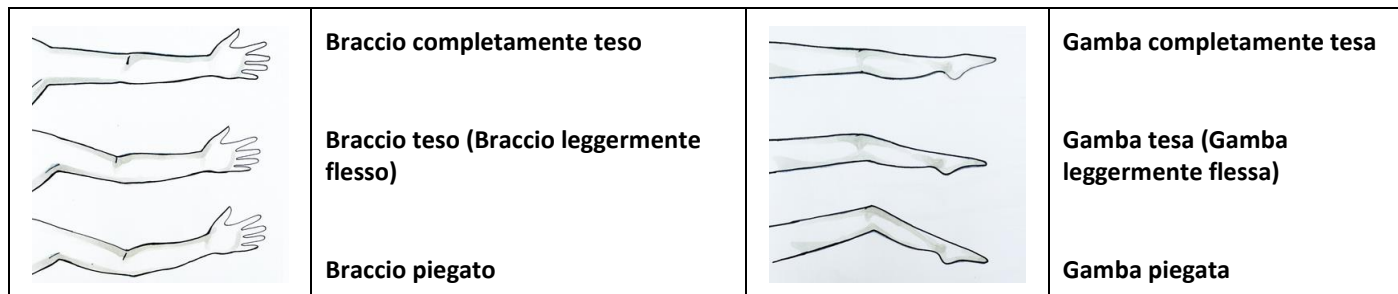 Braccio completamente teso
Braccio teso (Braccio leggermente
flesso)
Braccio piegato
Gamba completamente tesa
Gamba tesa (Gamba
leggermente flessa)
Gamba piegata